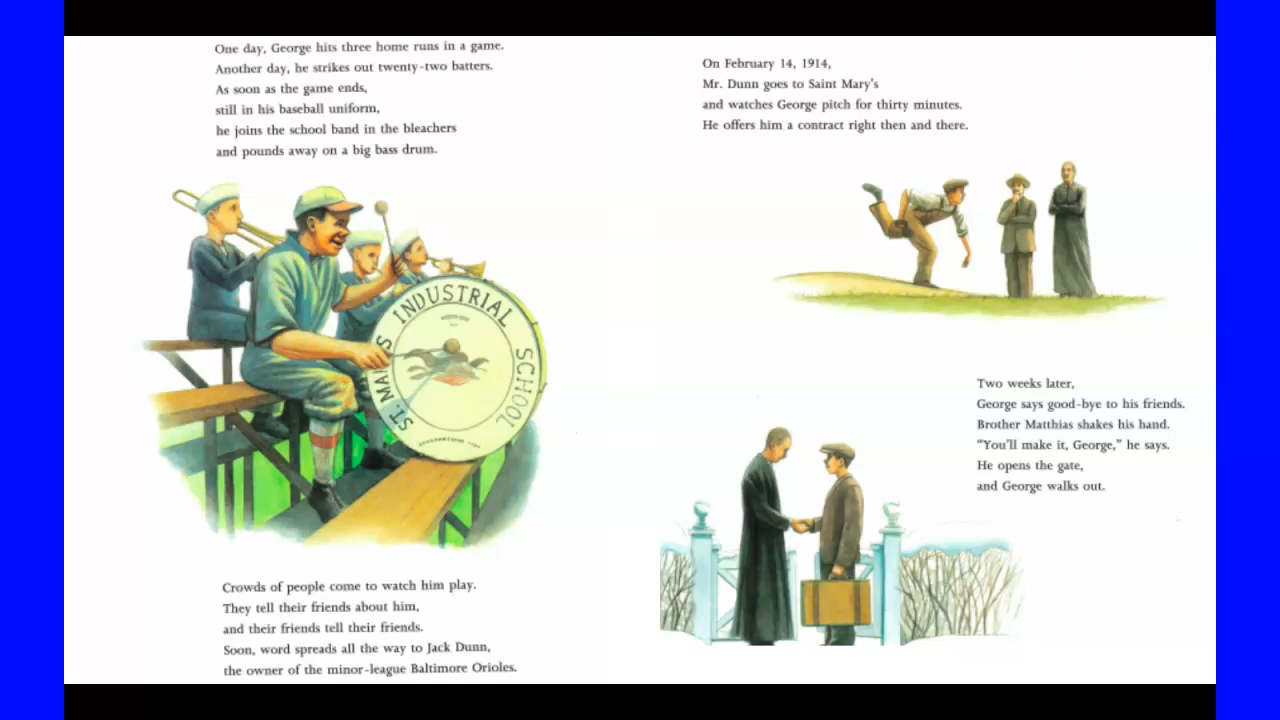 One day, George hits three home runs in a game.
Another day, he strikes out twenty-two batters.
As soon as the game ends,
still in his baseball uniform,
he joins the school band in the bleachers
and pounds away on a big bass drum.
ST. MA S INDUSTRIAL SCHOOL
Crowds of people come to watch him play.
They tell their friends about him,
and their friends tell their friends.
Soon, word spreads all the way to Jack Dunn,
the owner of the minor-league Baltimore Orioles.
On February 14, 1914,
Mr. Dunn goes to Saint Mary's
and watches George pitch for thirty minutes.
He offers him a contract right then and there.
Two weeks later,
George says good-bye to his friends.
Brother Matthias shakes his hand.
“You'll make it, George,” he says.
He opens the gate,
and George walks out.